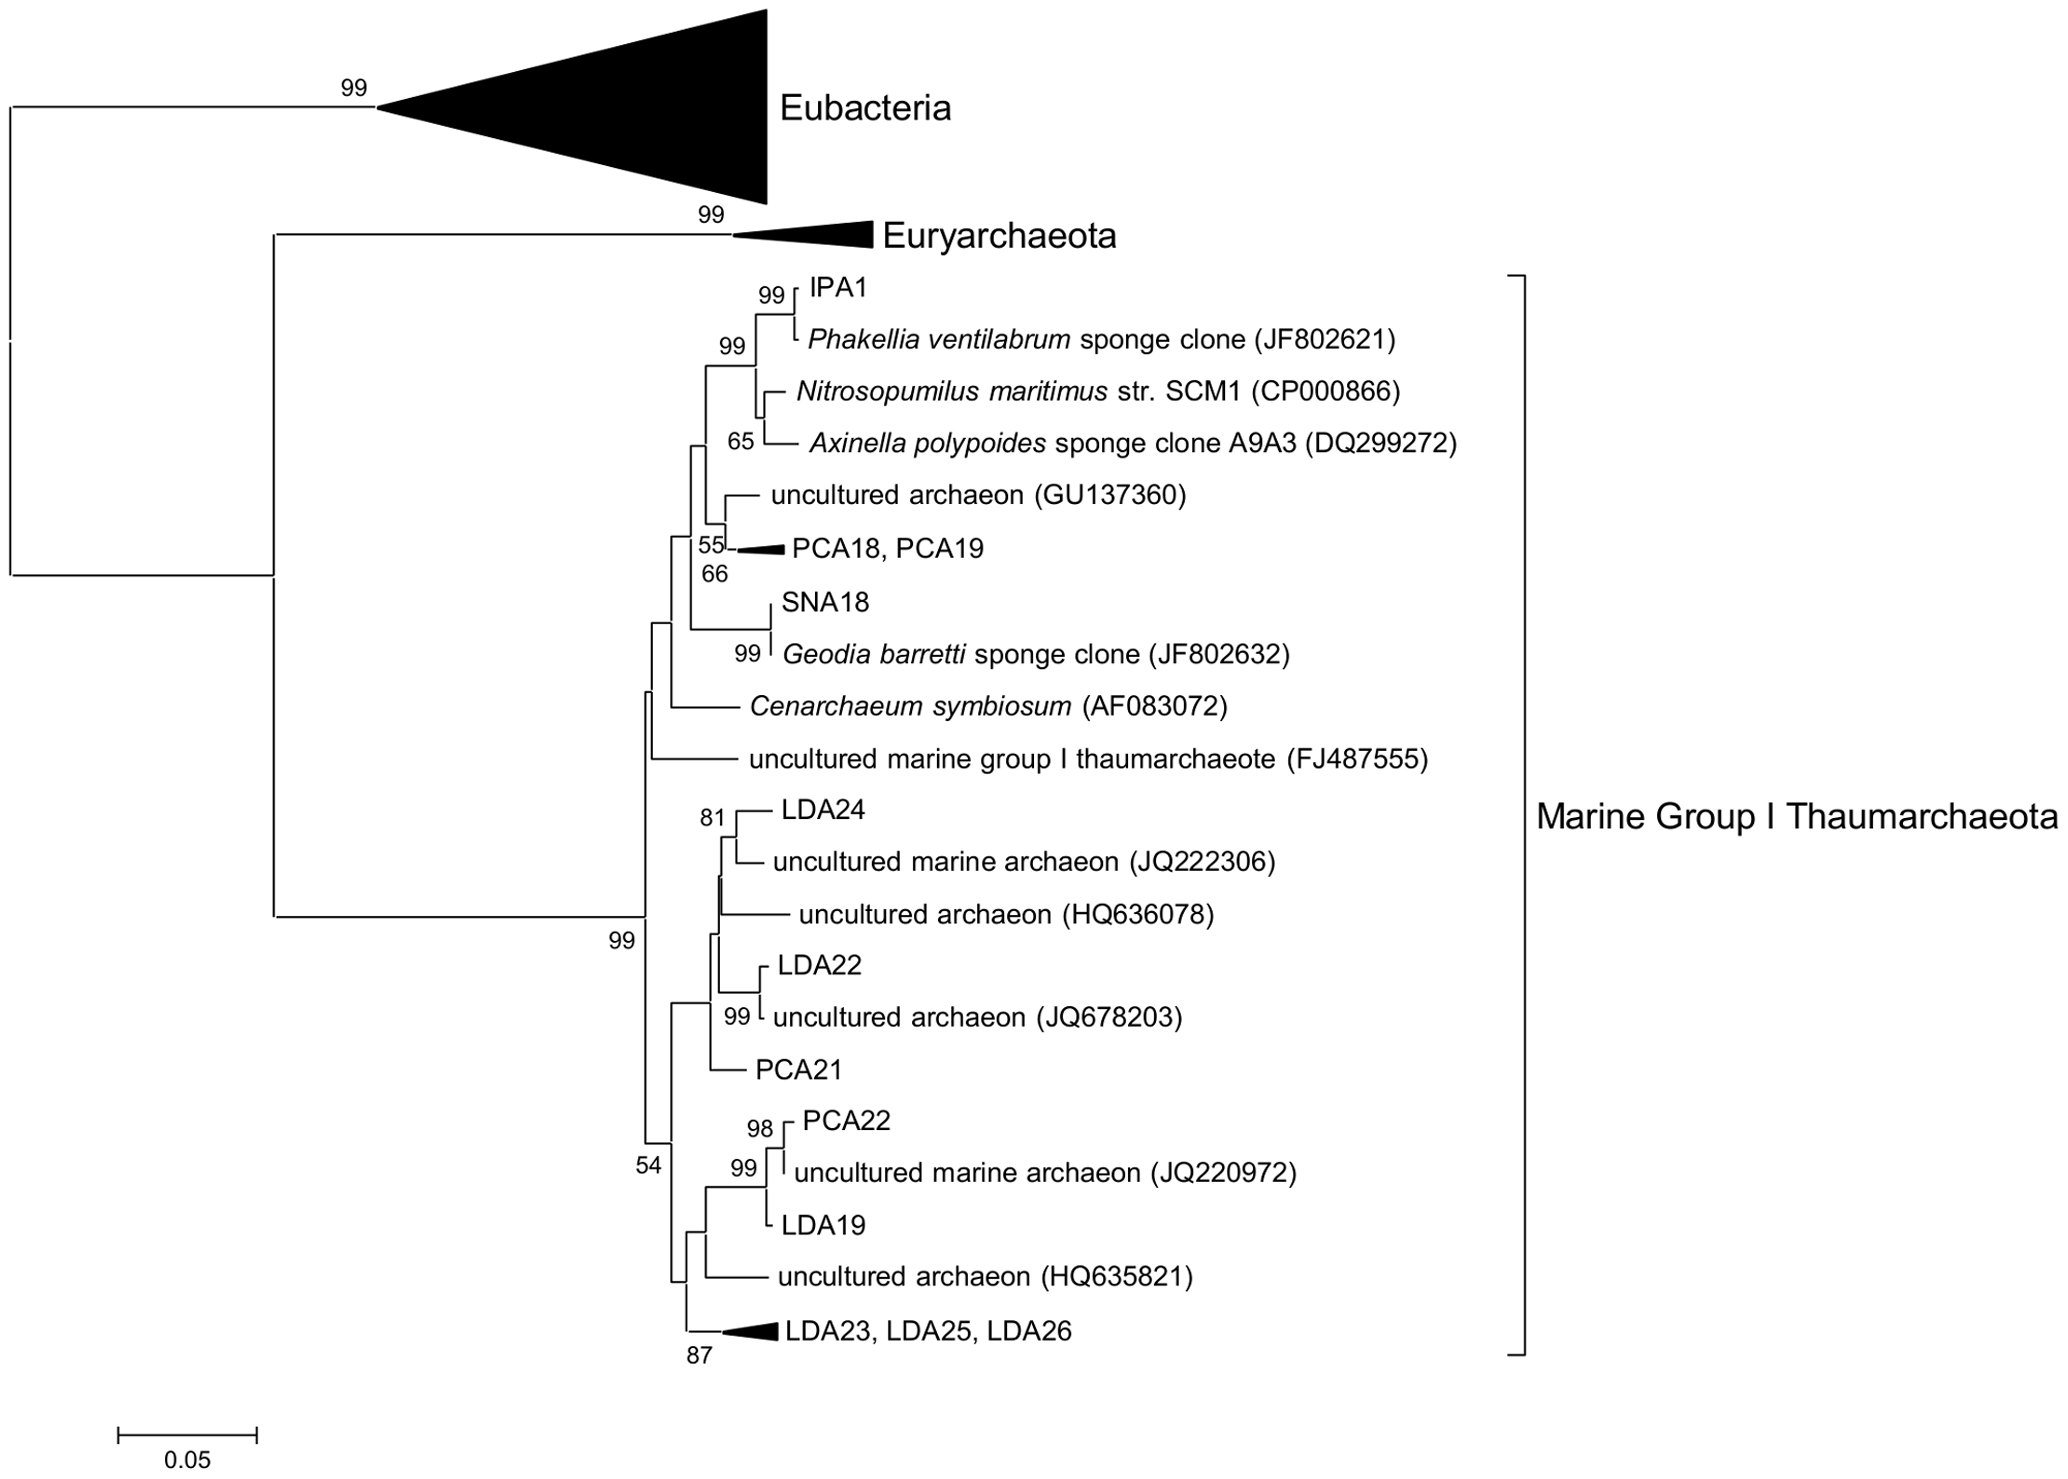 99
Eubacteria
99
Euryarchaeota
IPA1
99
Phakellia ventilabrum sponge clone (JF802621)
99
Nitrosopumilus maritimus str. SCM1 (CP000866)
65
Axinella polypoides sponge clone A9A3 (DQ299272)
uncultured archaeon (GU137360)
55
PCA18, PCA19
66
SNA18
99
Geodia barretti sponge clone (JF802632)
Cenarchaeum symbiosum (AF083072)
uncultured marine group I thaumarchaeote (FJ487555)
LDA24
81
Marine Group I Thaumarchaeota
uncultured marine archaeon (JQ222306)
uncultured archaeon (HQ636078)
99
LDA22
99
uncultured archaeon (JQ678203)
PCA21
PCA22
98
54
99
uncultured marine archaeon (JQ220972)
LDA19
uncultured archaeon (HQ635821)
LDA23, LDA25, LDA26
87
0.05